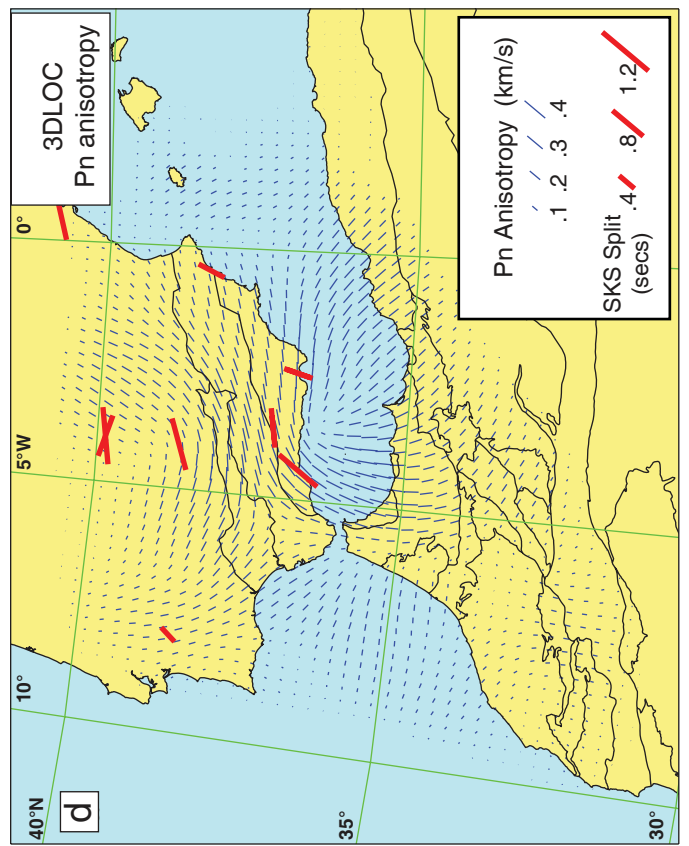 d
3DLOC
Pn anisotropy
40°N
35°
30°
10°
5°W
0°
Pn Anisotropy (km/s)
.1 .2 .3 .4
SKS Split
(secs)
.4 .8 1.2